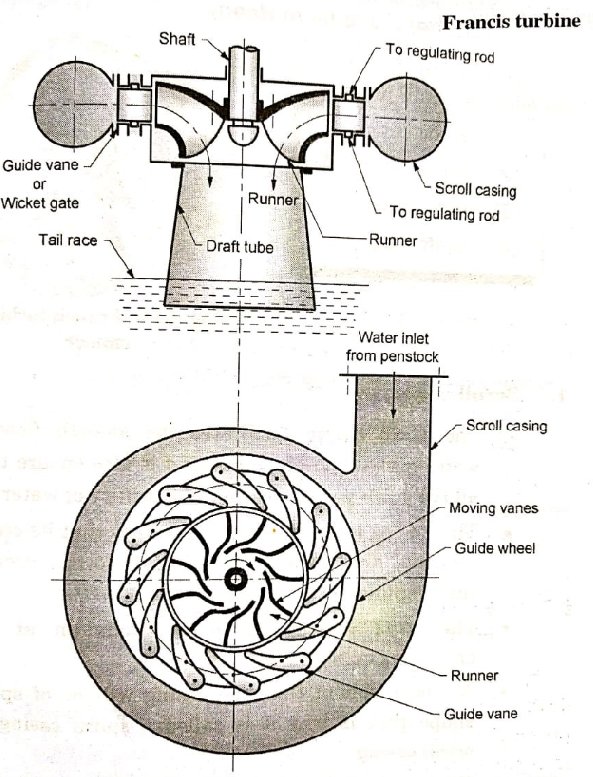 Francis turbine
Shaft
To regulating rod
Guide vane
or
Wicket gate
Scroll casing
Runner
To regulating rod
Tail race
Draft tube
Runner
Water inlet
from penstock
Scroll casing
Moving vanes
Guide wheel
Runner
Guide vane